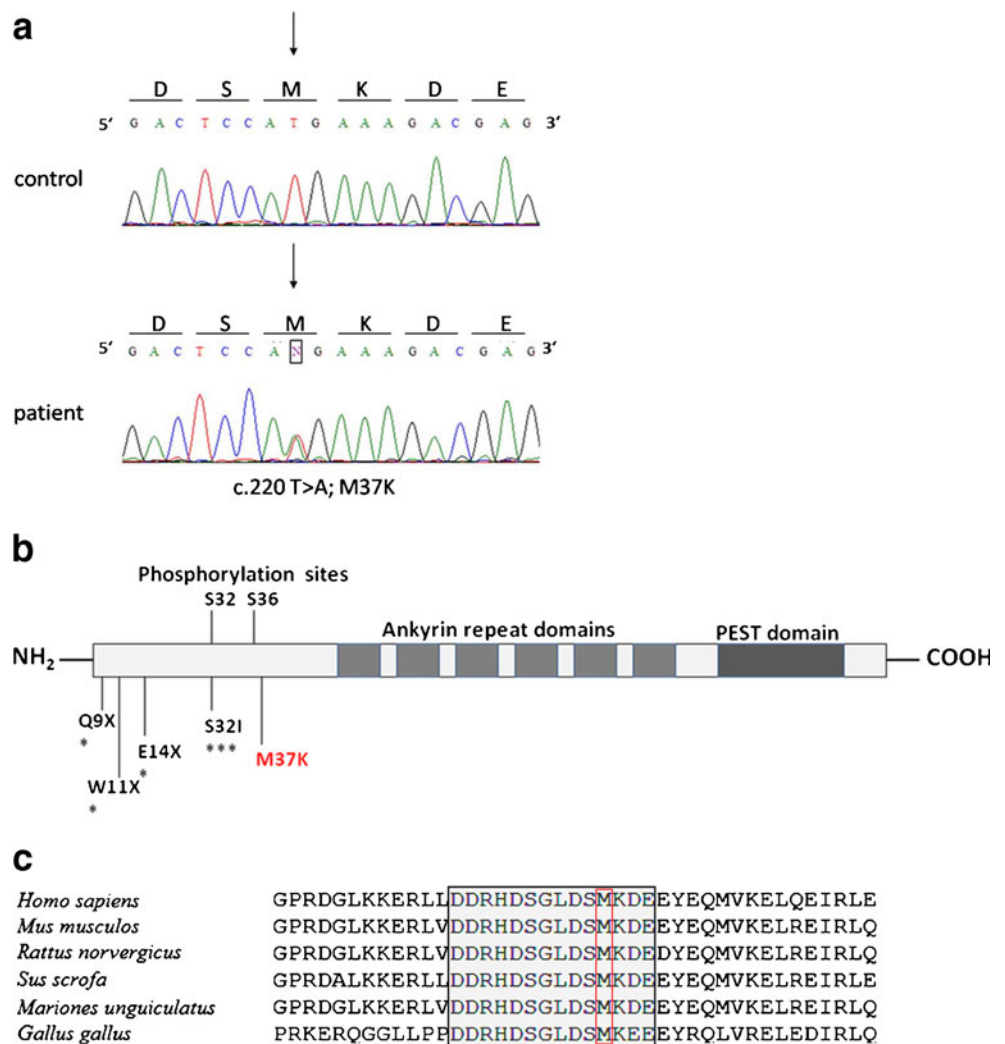 a
D S M K D E
5′ G A C T C C A T G A A A G A C G A G 3′
control
D S M K D E
5′ G A C T C C A N G A A A G A C G A G 3′
patient
c.220 T>A; M37K
b
Phosphorylation sites
S32 S36
Ankyrin repeat domains PEST domain
NH2 COOH
Q9X S32I
* E14X *** M37K
W11X *
*
c
Homo sapiens GPRDGLKKERLLDDRHDSGLDSMKDEEYEQMVKELQEIRLE
Mus musculos GPRDGLKKERLVDDRHDSGLDSMKDEEYEQMVKELREIRLQ
Rattus norvergicus GPRDGLKKERLVDDRHDSGLDSMKDEDYEQMVKELREIRLQ
Sus scrofa GPRDALKKERLLDDRHDSGLDSMKDEEYEQMVKELREIRLE
Mariones unguiculatus GPRDGLKKERLVDDRHDSGLDSMKDEEYEQMVKELREIRLQ
Gallus gallus PRKERQGGLLPPDDRHDSGLDSMKEEEYRQLVRELEDIRLQ